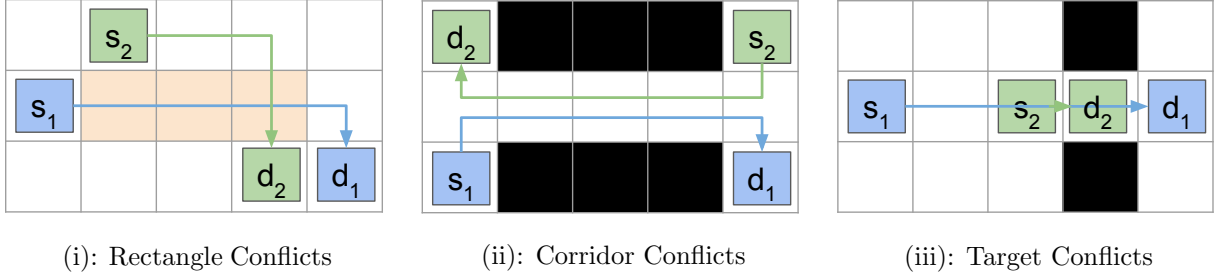 s₂
s₁
d₂ d₁
(i): Rectangle Conflicts
d₂ s₂
s₁ d₁
(ii): Corridor Conflicts
s₁ s₂ d₂ d₁
(iii): Target Conflicts